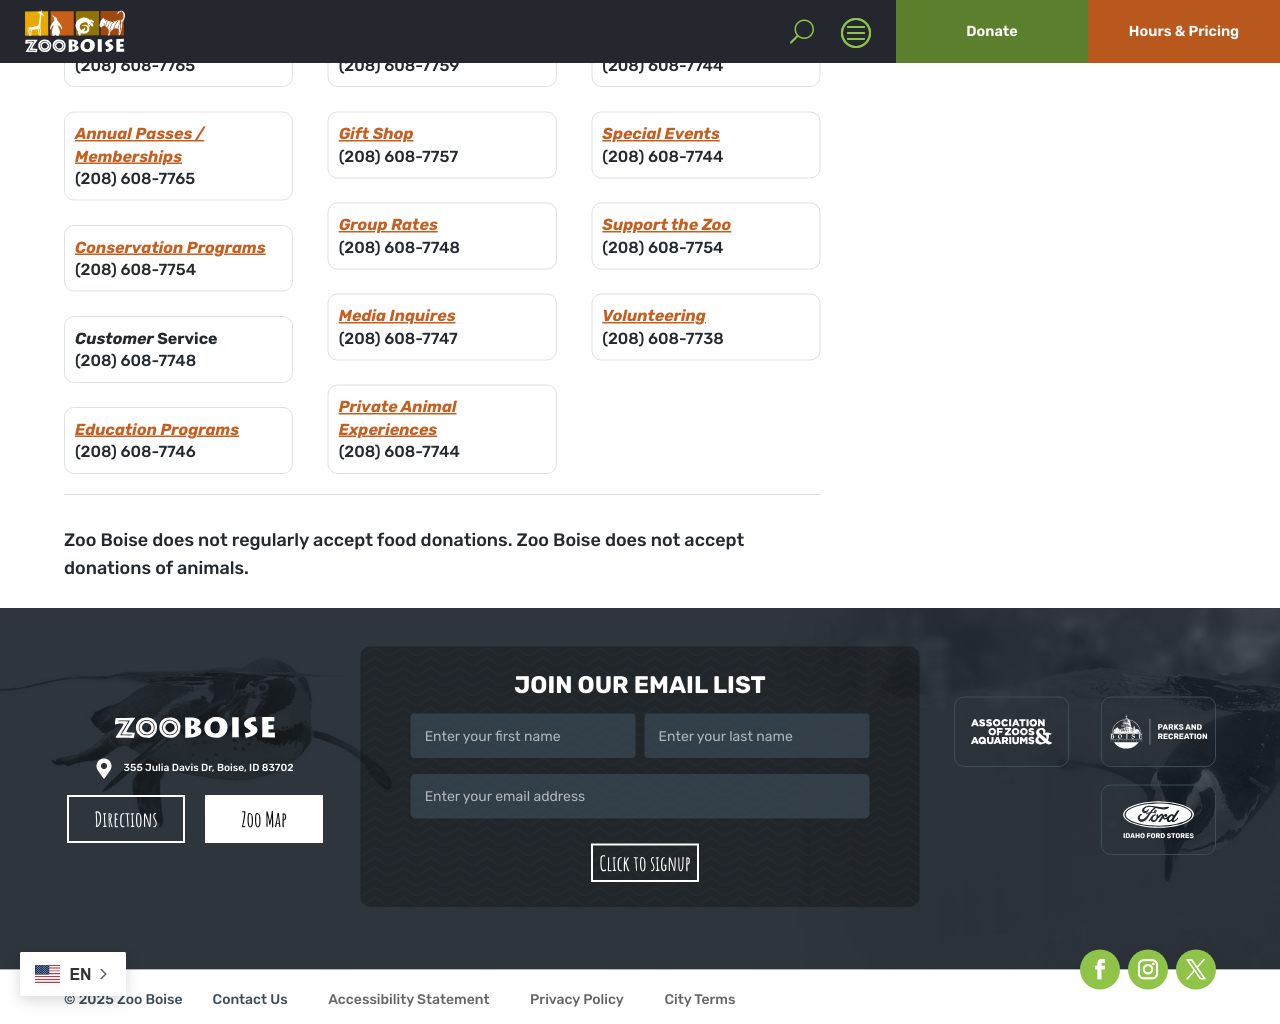 ZOOBOISE
Donate
Hours & Pricing
(208) 608-7765
(208) 608-7759
(208) 608-7744
Annual Passes /
Memberships
(208) 608-7765
Conservation Programs
(208) 608-7754
Customer Service
(208) 608-7748
Education Programs
(208) 608-7746
Gift Shop
(208) 608-7757
Group Rates
(208) 608-7748
Media Inquires
(208) 608-7747
Private Animal
Experiences
(208) 608-7744
Special Events
(208) 608-7744
Support the Zoo
(208) 608-7754
Volunteering
(208) 608-7738
Zoo Boise does not regularly accept food donations. Zoo Boise does not accept
donations of animals.
ZOOBOISE
355 Julia Davis Dr, Boise, ID 83702
Directions
Zoo Map
JOIN OUR EMAIL LIST
Enter your first name
Enter your last name
Enter your email address
Click to signup
ASSOCIATION
OF ZOOS
AQUARIUMS &
BOISE
PARKS AND
RECREATION
Ford
IDAHO FORD STORES
EN
© 2025 Zoo Boise
Contact Us
Accessibility Statement
Privacy Policy
City Terms